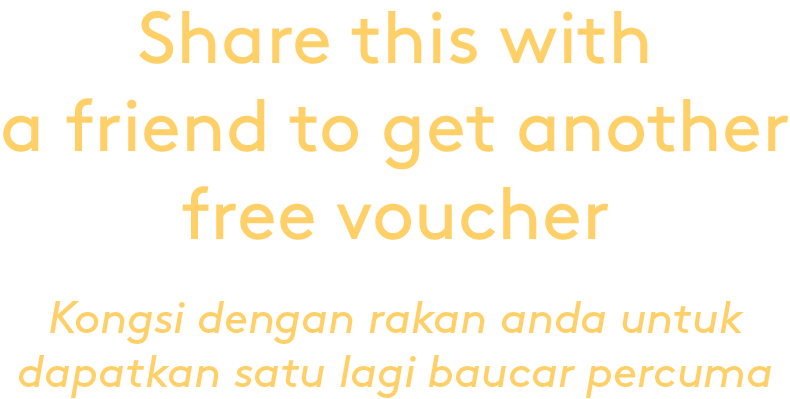 Share this with
a friend to get another
free voucher
Kongsi dengan rakan anda untuk
dapatkan satu lagi baucar percuma